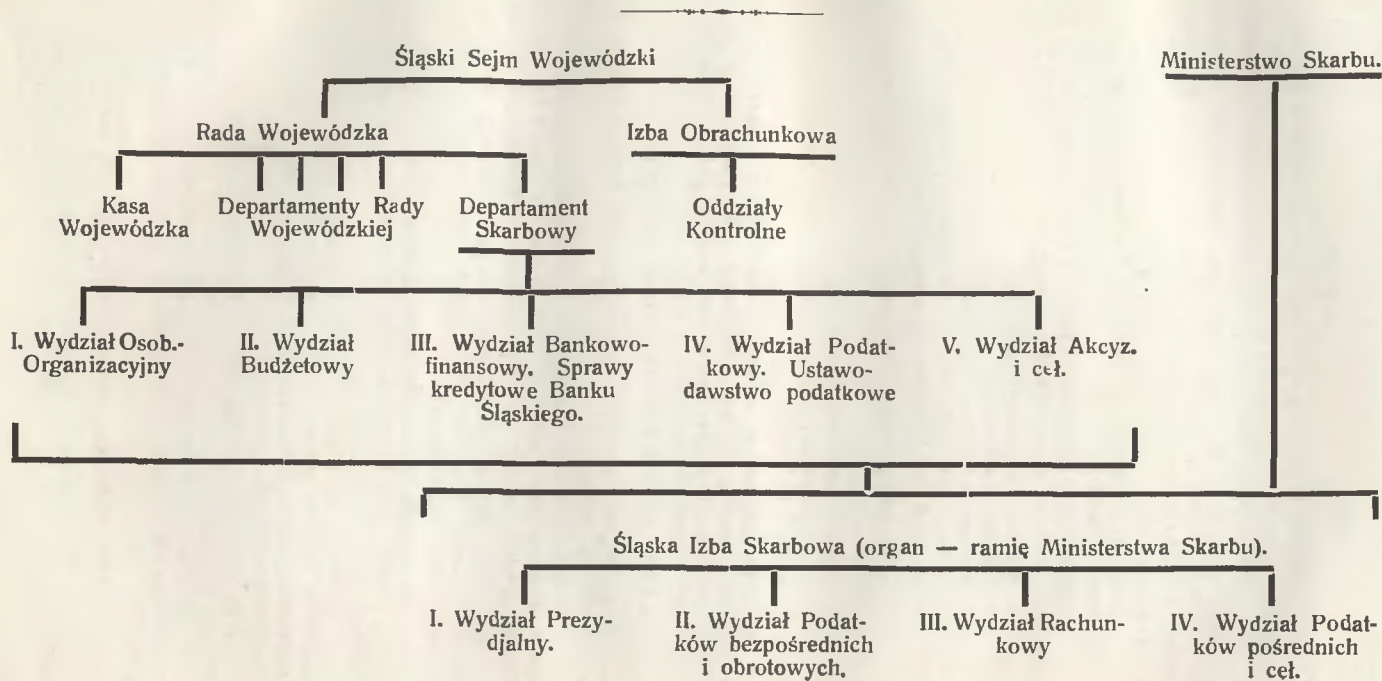 Śląski Sejm Wojewódzki
Ministerstwo Skarbu.
Rada Wojewódzka
Izba Obrachunkowa
Kasa
Wojewódzka
Departamenty Rady
Wojewódzkiej
Departament
Skarbowy
Oddziały
Kontrolne
I. Wydział Osob.-
Organizacyjny
II. Wydział
Budżetowy
III. Wydział Bankowo-
finansowy. Sprawy
kredytowe Banku
Śląskiego.
IV. Wydział Podat-
kowy. Ustawo-
dawstwo podatkowe
V. Wydział Akcyz.
i ceł.
Śląska Izba Skarbowa (organ — ramię Ministerstwa Skarbu).
I. Wydział Prezy-
djalny.
II. Wydział Podat-
ków bezpośrednich
i obrotowych.
III. Wydział Rachun-
kowy
IV. Wydział Podat-
ków pośrednich
i ceł.